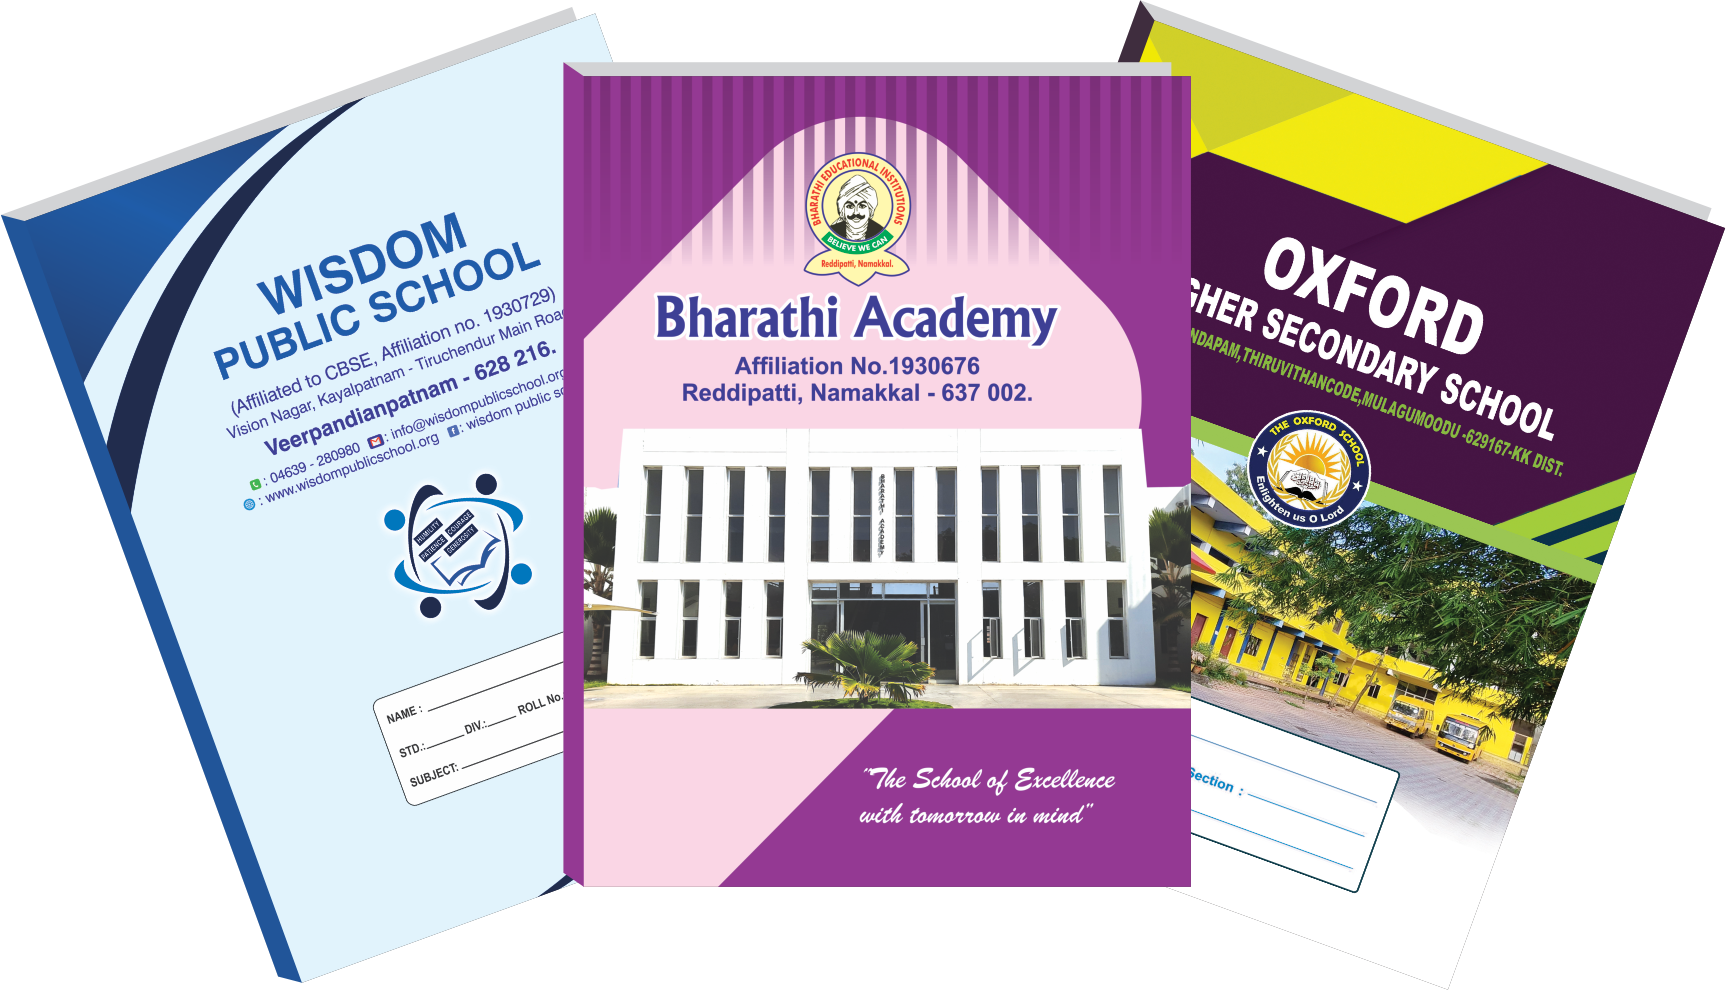 WISDOM
PUBLIC SCHOOL
(Affiliated to CBSE, Affiliation no. 1930729)
Vision Nagar, Kayalpatnam - Tiruchendur Main
Veerpandianpatnam - 628 216.
: 04639 - 280980 : info@wisdompublicschool.org
: www.wisdompublicschool.org f : wisdom public
HUMILITY
COURAGE
PATIENCE
GENEROSITY
NAME :
STD.: DIV.: ROLL No.
SUBJECT:
BHARATHI EDUCATIONAL INSTITUTIONS
BELIEVE WE CAN
Reddipatti, Namakkal.
Bharathi Academy
Affiliation No.1930676
Reddipatti, Namakkal - 637 002.
BHARATHI ACADEMY
"The School of Excellence
with tomorrow in mind"
OXFORD
GHER SECONDARY SCHOOL
NDAPAM,THIRUVITHANCODE,MULAGUMOODU -629167-KK DIST.
THE OXFORD SCHOOL
Enlighten us O Lord
Section :